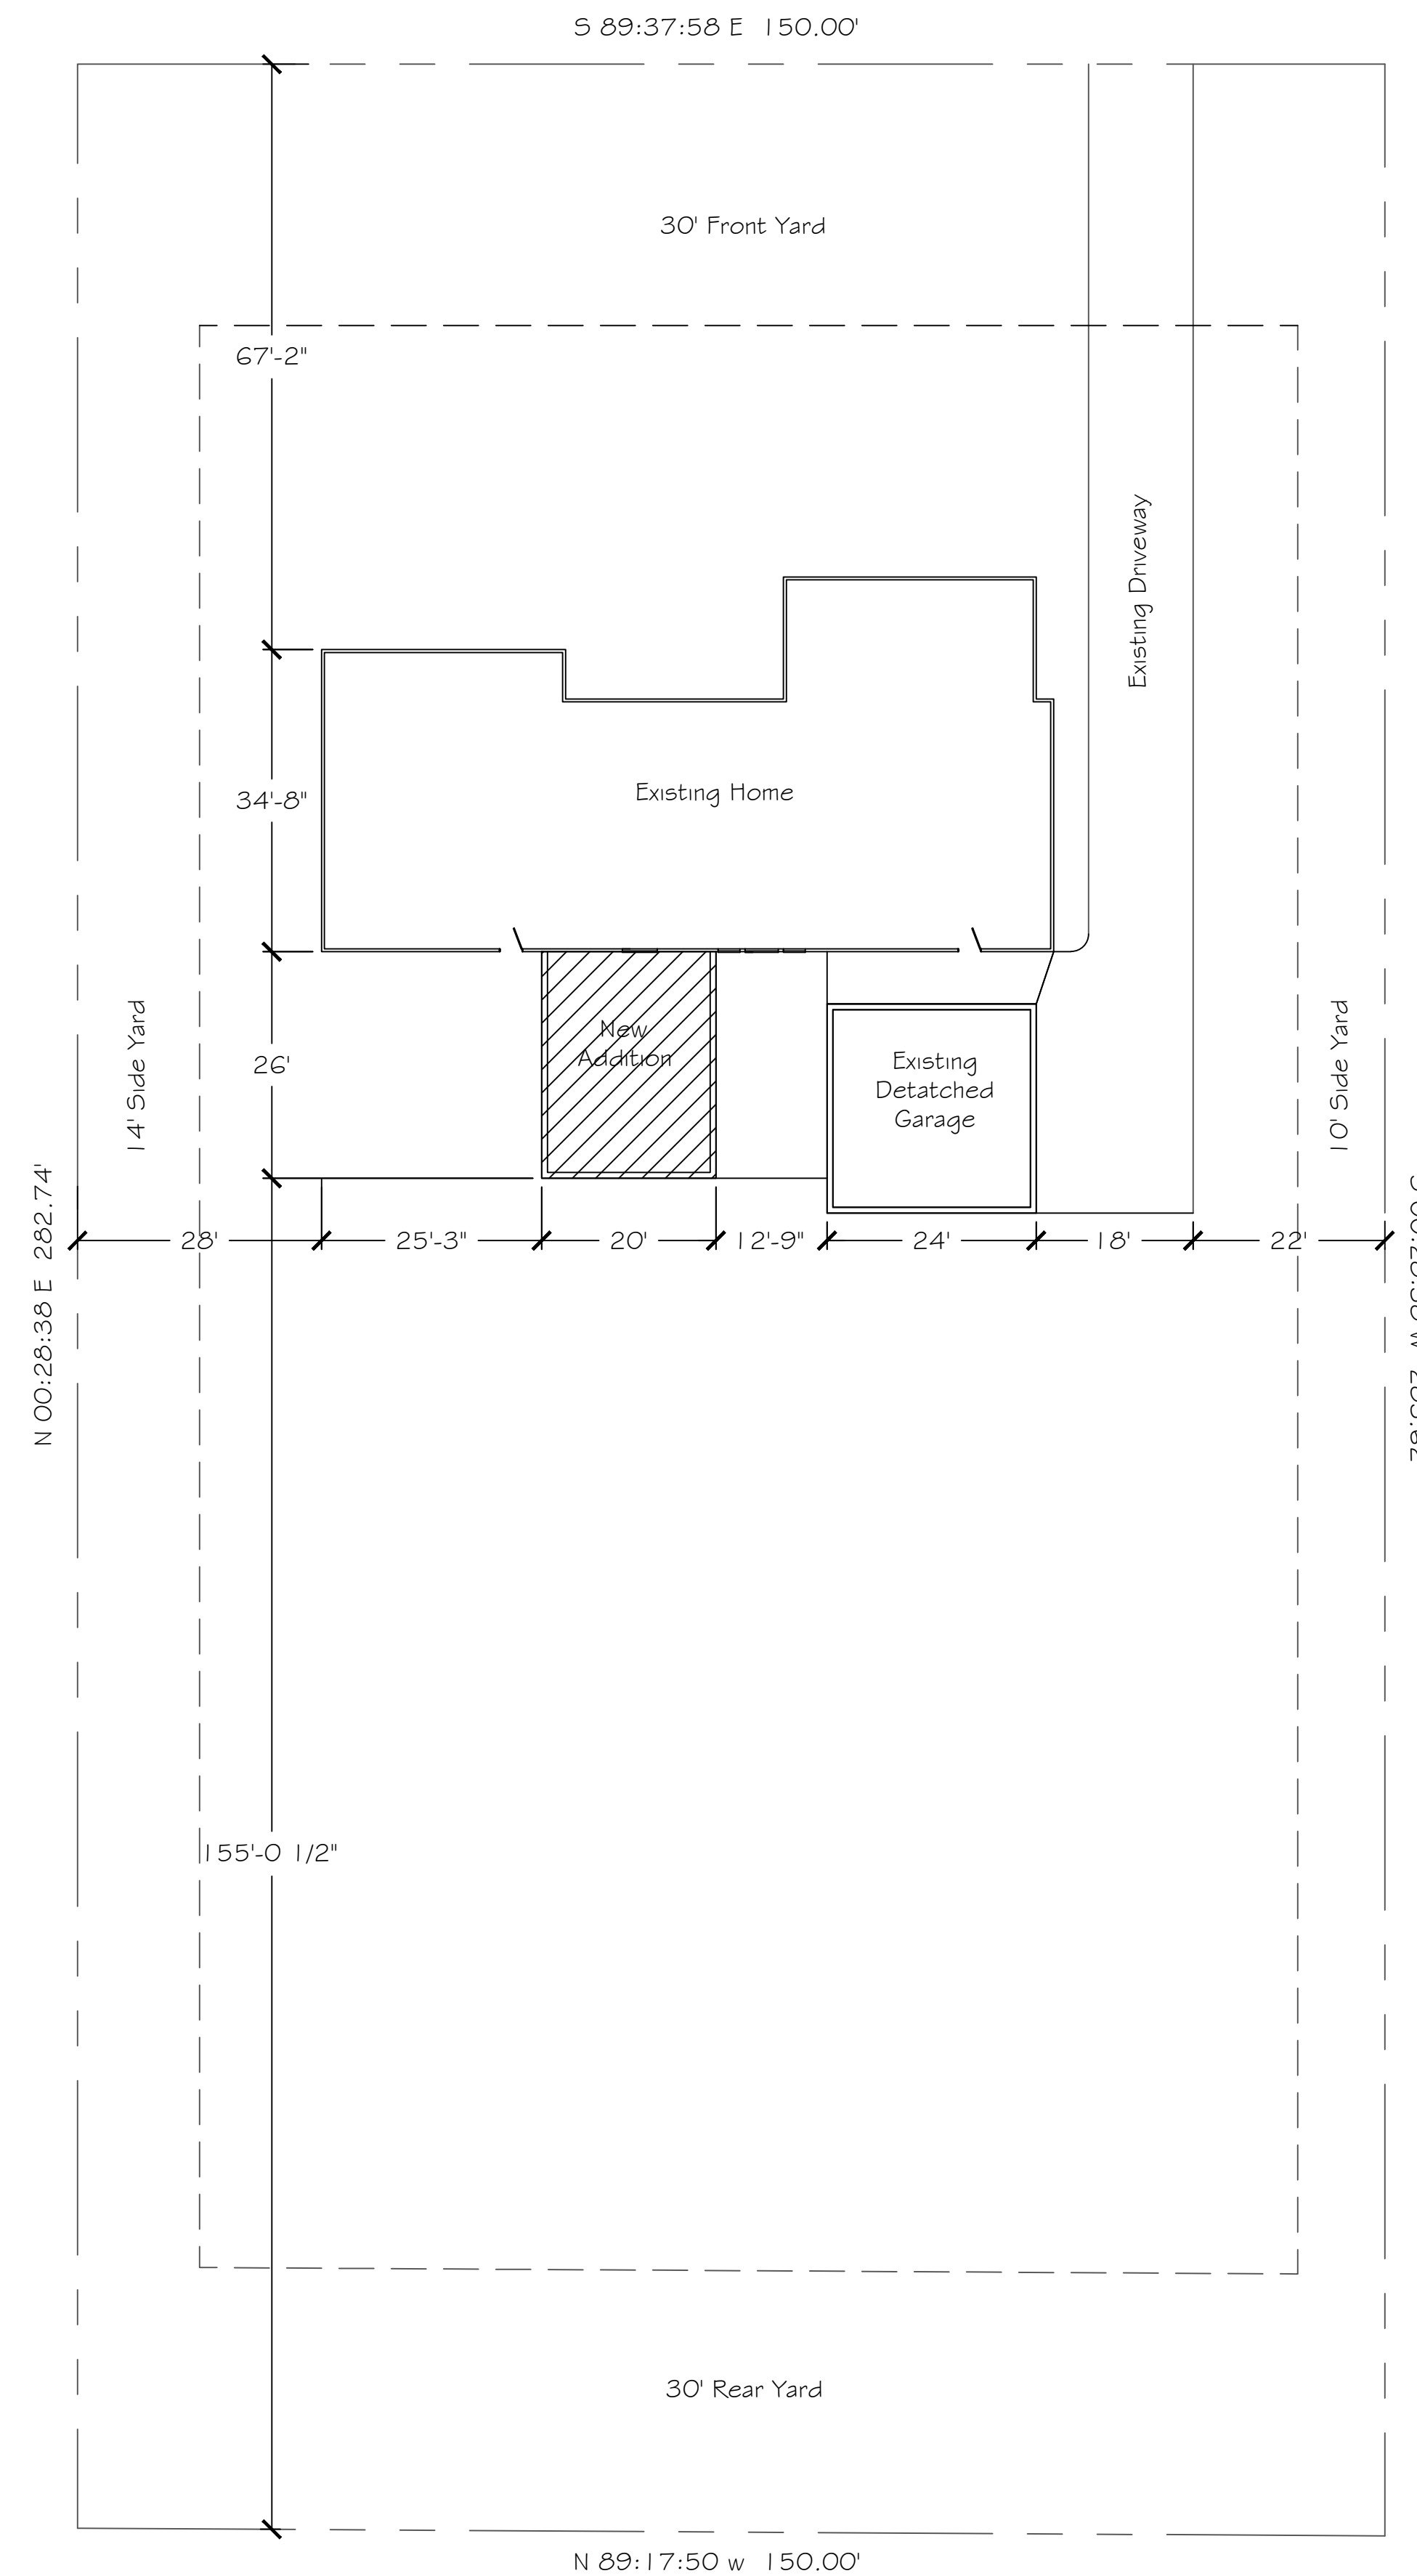 S 89:37:58 E 150.00'
30' Front Yard
67'-2"
Existing Driveway
34'-8"
Existing Home
14' Side Yard
26'
New
Addition
Existing
Detatched
Garage
10' Side Yard
N 00:28:38 E 282.74'
28'
25'-3"
20'
12'-9"
24'
18'
22'
155'-0 1/2"
30' Rear Yard
N 89:17:50 w 150.00'